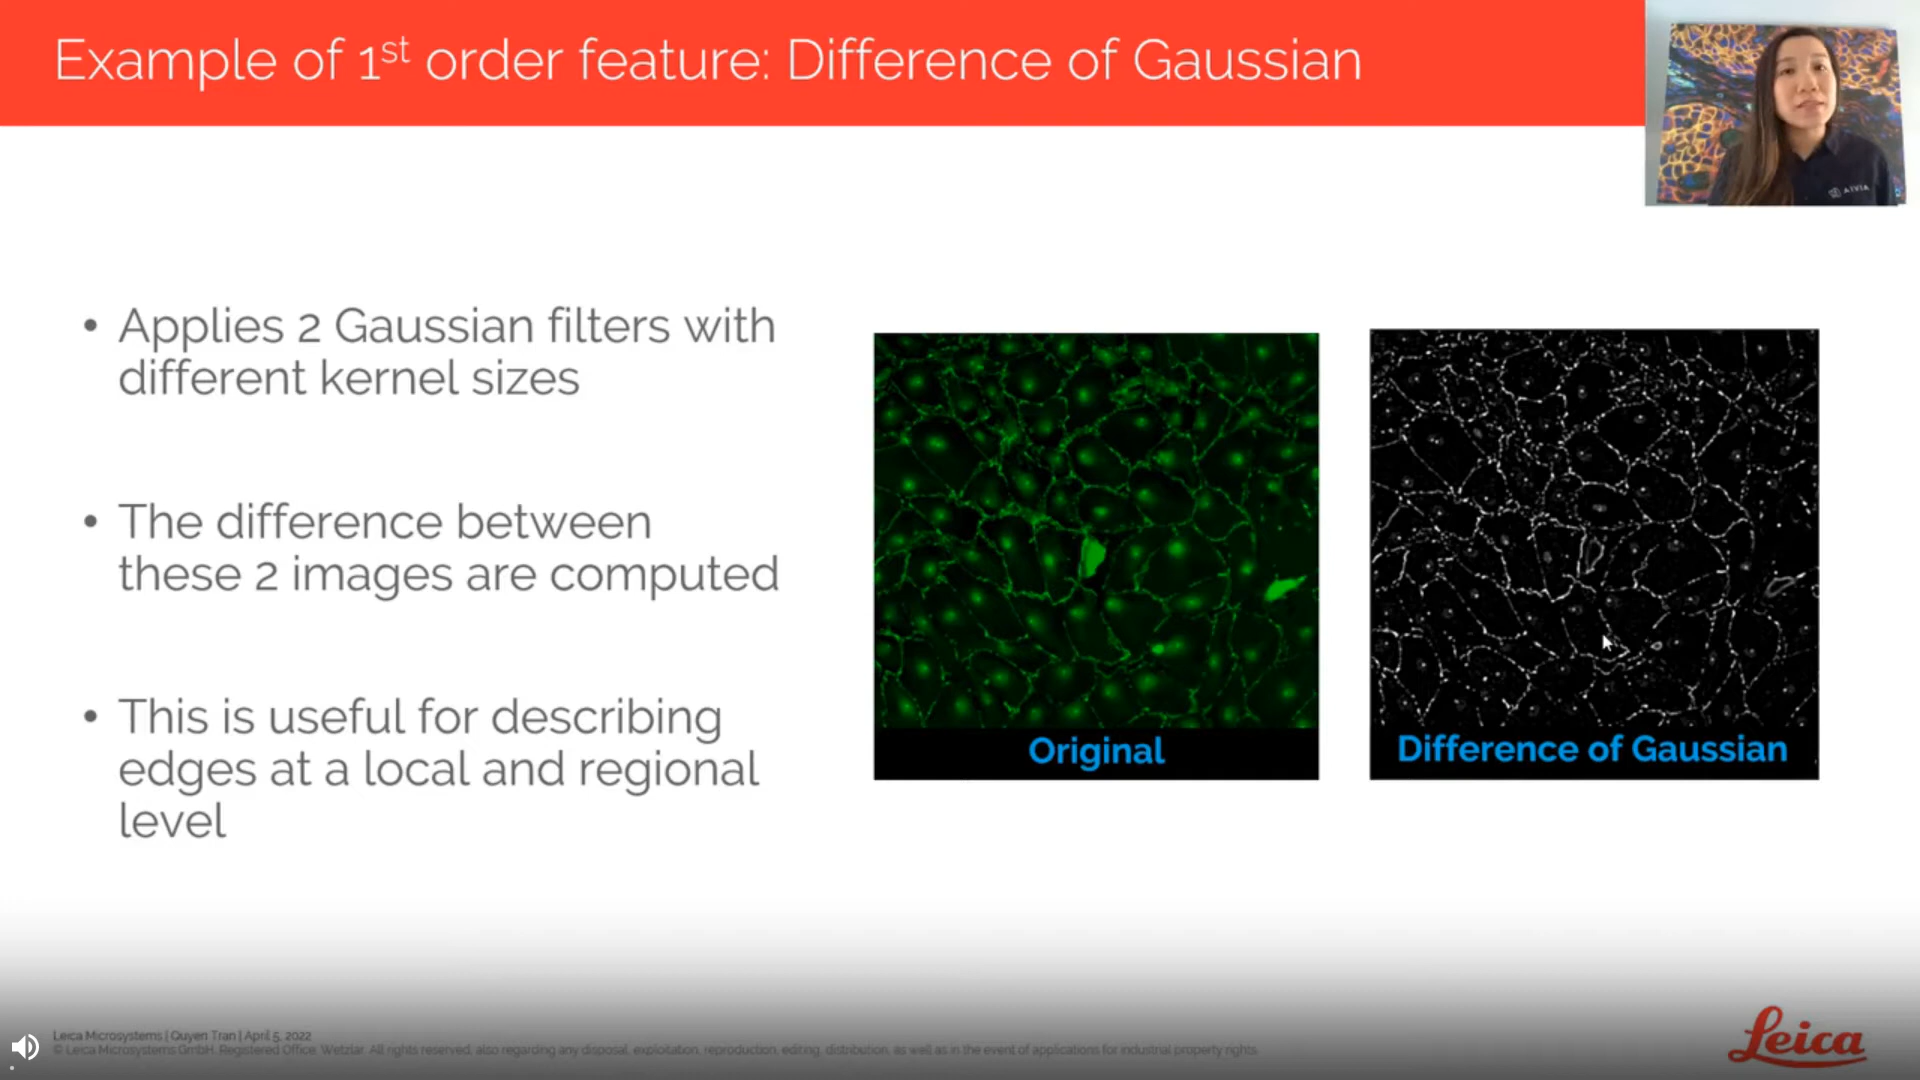 Example of 1st order feature: Difference of Gaussian
AIVIA
• Applies 2 Gaussian filters with
different kernel sizes
• The difference between
these 2 images are computed
• This is useful for describing
edges at a local and regional
level
Original
Difference of Gaussian
Leica Microsystems | Quyen Tran | April 5, 2022
© Leica Microsystems GmbH. Registered Office: Wetzlar. All rights reserved, also regarding any disposal, exploitation, reproduction, editing, distribution, as well as in the event of applications for industrial property rights.
Leica